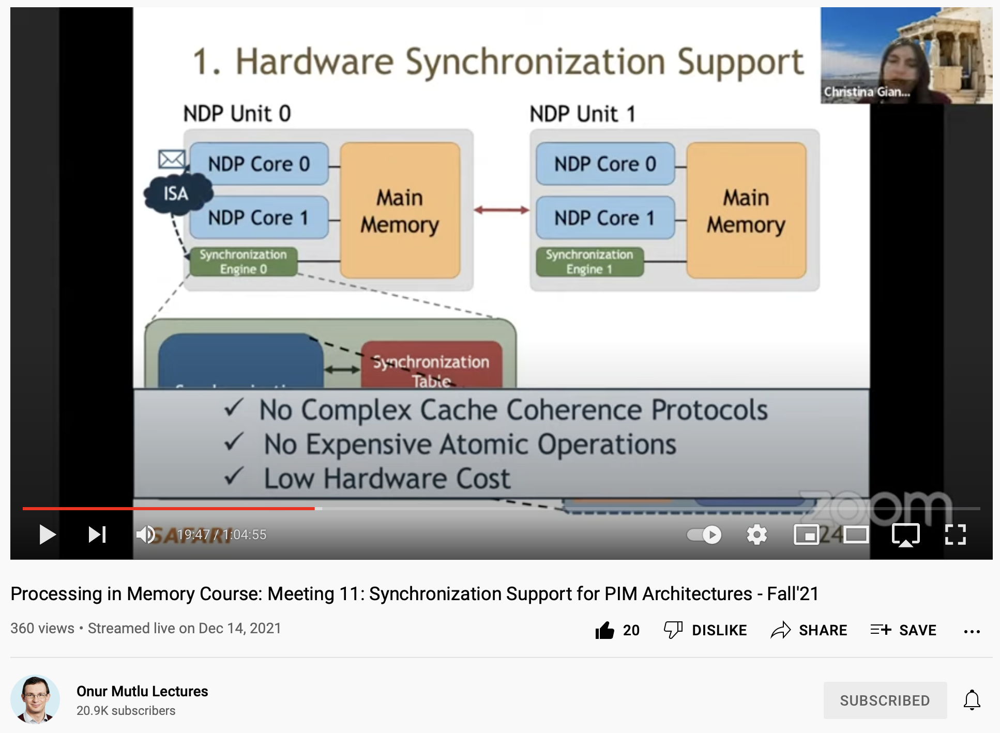 1. Hardware Synchronization Support
Christina Gian...
NDP Unit 0
NDP Unit 1
NDP Core 0
NDP Core 1
ISA
Main
Memory
Synchronization
Engine 0
NDP Core 0
NDP Core 1
Main
Memory
Synchronization
Engine 1
Synchronization
Table
✓ No Complex Cache Coherence Protocols
✓ No Expensive Atomic Operations
✓ Low Hardware Cost
zoom
SAFARI
19:47 / 1:04:55
24
Processing in Memory Course: Meeting 11: Synchronization Support for PIM Architectures - Fall'21
360 views • Streamed live on Dec 14, 2021
20 DISLIKE SHARE SAVE ...
Onur Mutlu Lectures
20.9K subscribers
SUBSCRIBED